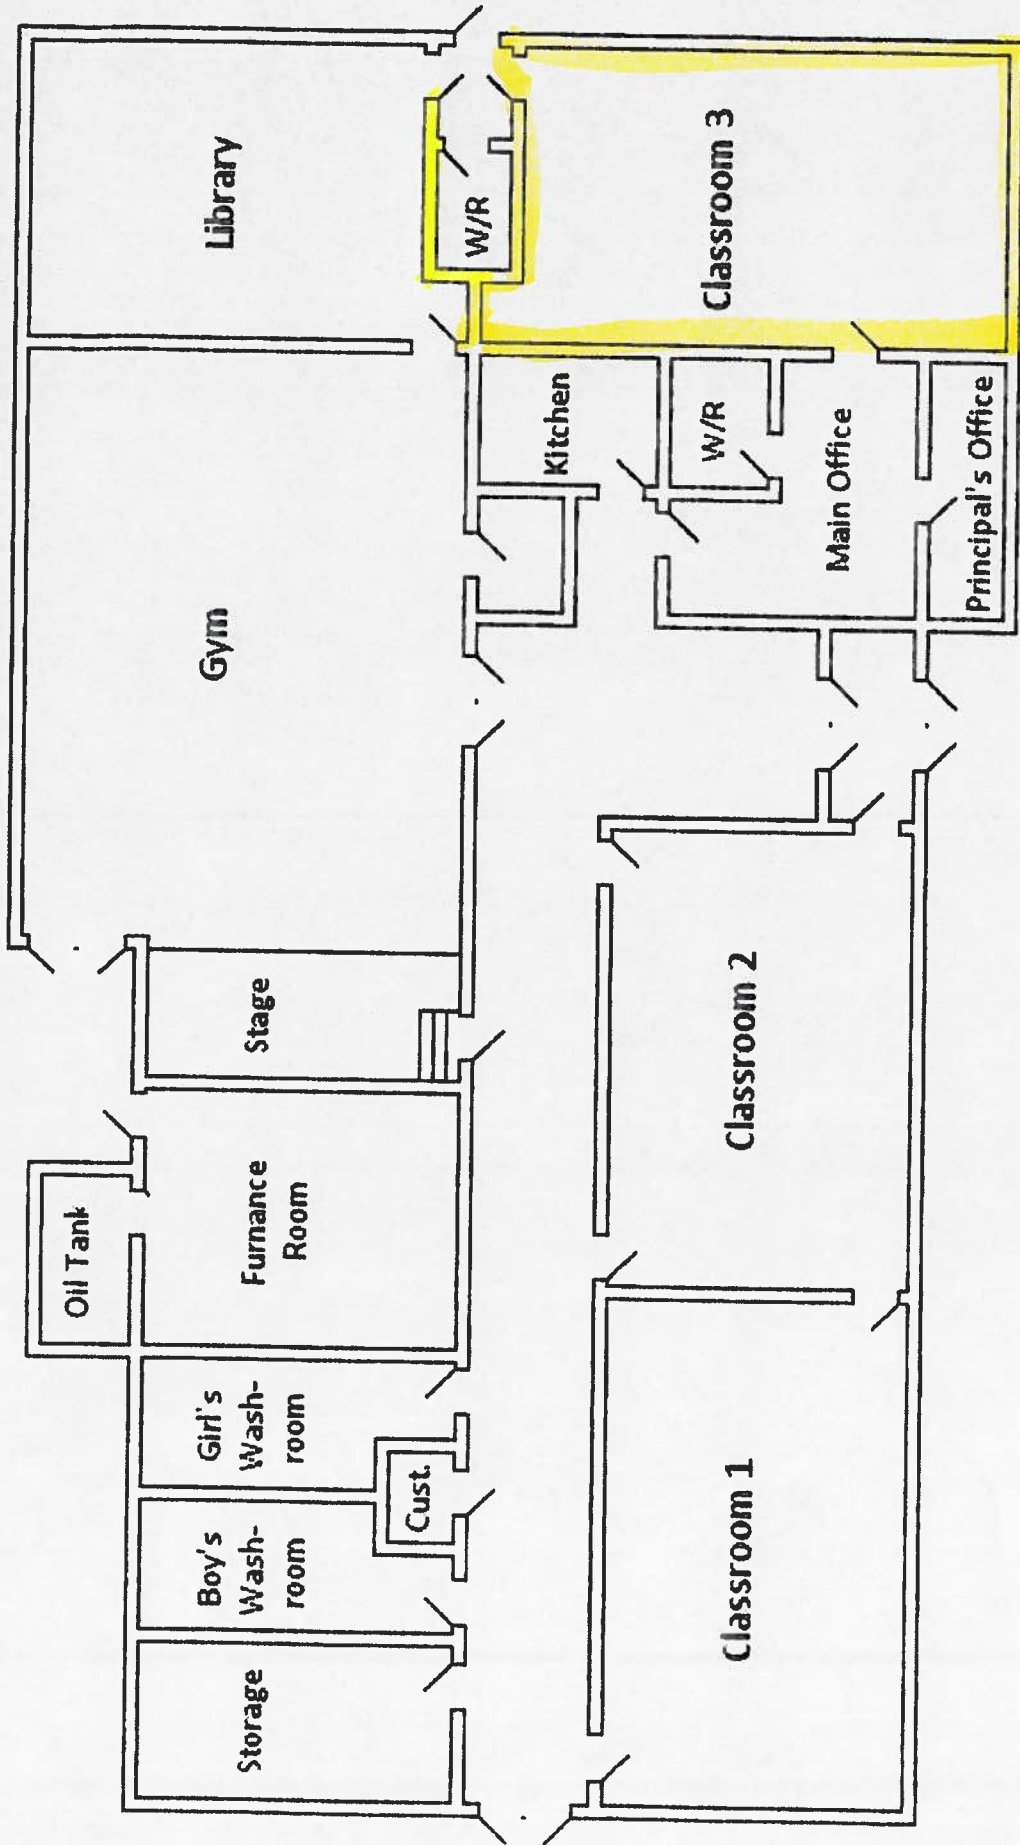 Library
W/R
Classroom 3
Gym
Kitchen
W/R
Main Office
Principal's Office
Stage
Classroom 2
Oil Tank
Furnance
Room
Girl's
Wash-
room
Cust.
Boy's
Wash-
room
Storage
Classroom 1